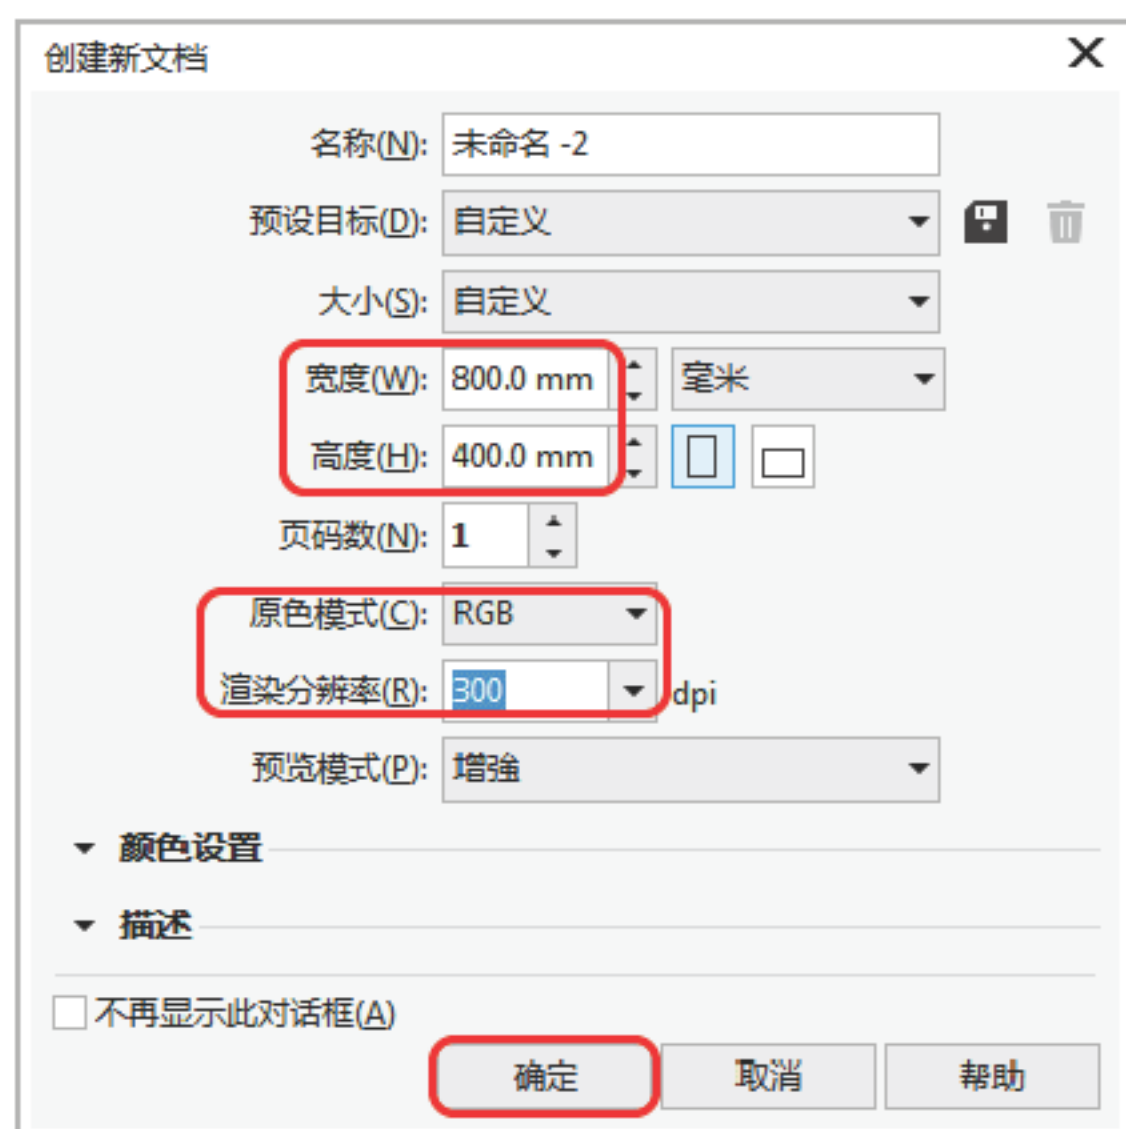 创建新文档
名称(N): 未命名 -2
预设目标(D): 自定义
大小(S): 自定义
宽度(W): 800.0 mm 毫米
高度(H): 400.0 mm
页码数(N): 1
原色模式(C): RGB
渲染分辨率(R): 300 dpi
预览模式(P): 增強
颜色设置
描述
不再显示此对话框(A)
确定 取消 帮助